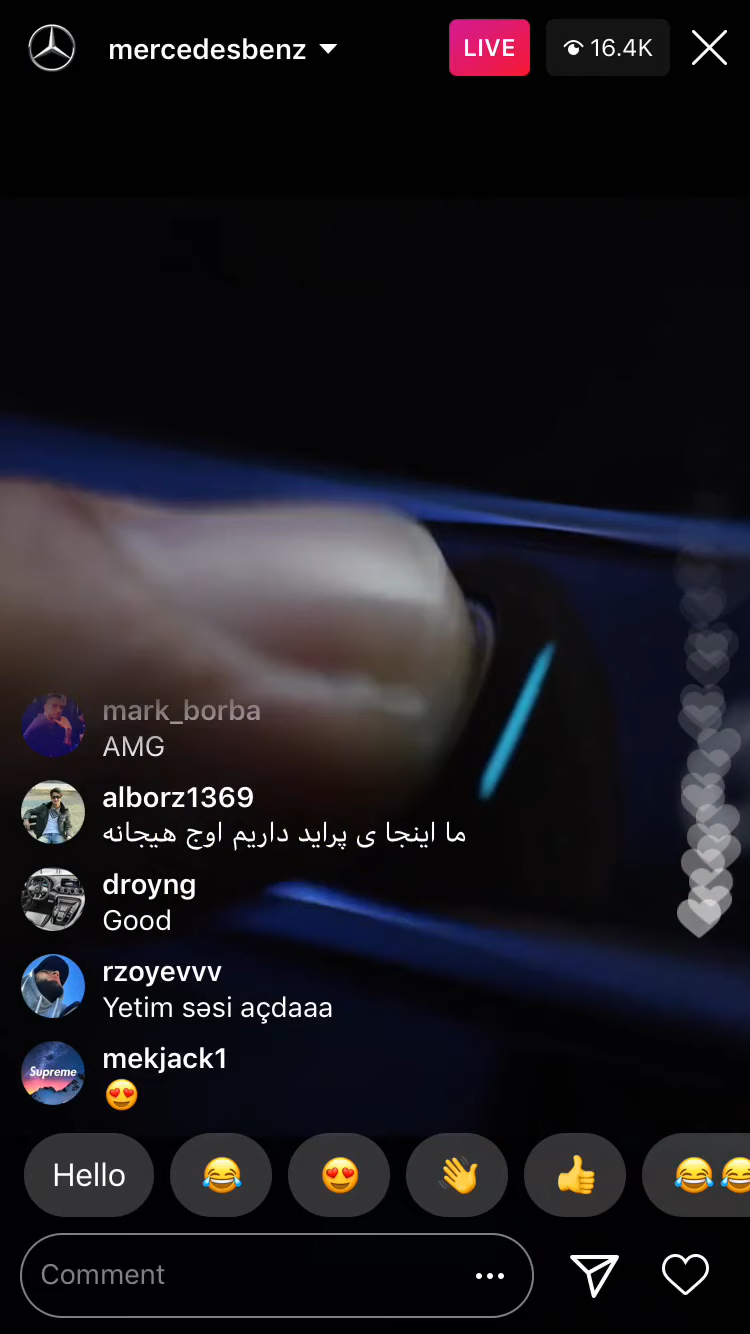 mercedesbenz
LIVE
16.4K
mark_borba
AMG
alborz1369
ما اینجا ی پراید داریم اوج هیجانه
droyng
Good
rzoyevvv
Yetim səsi açdaaa
Supreme
mekjack1
😍
Hello 😂 😍 👋 👍 😂😂
Comment